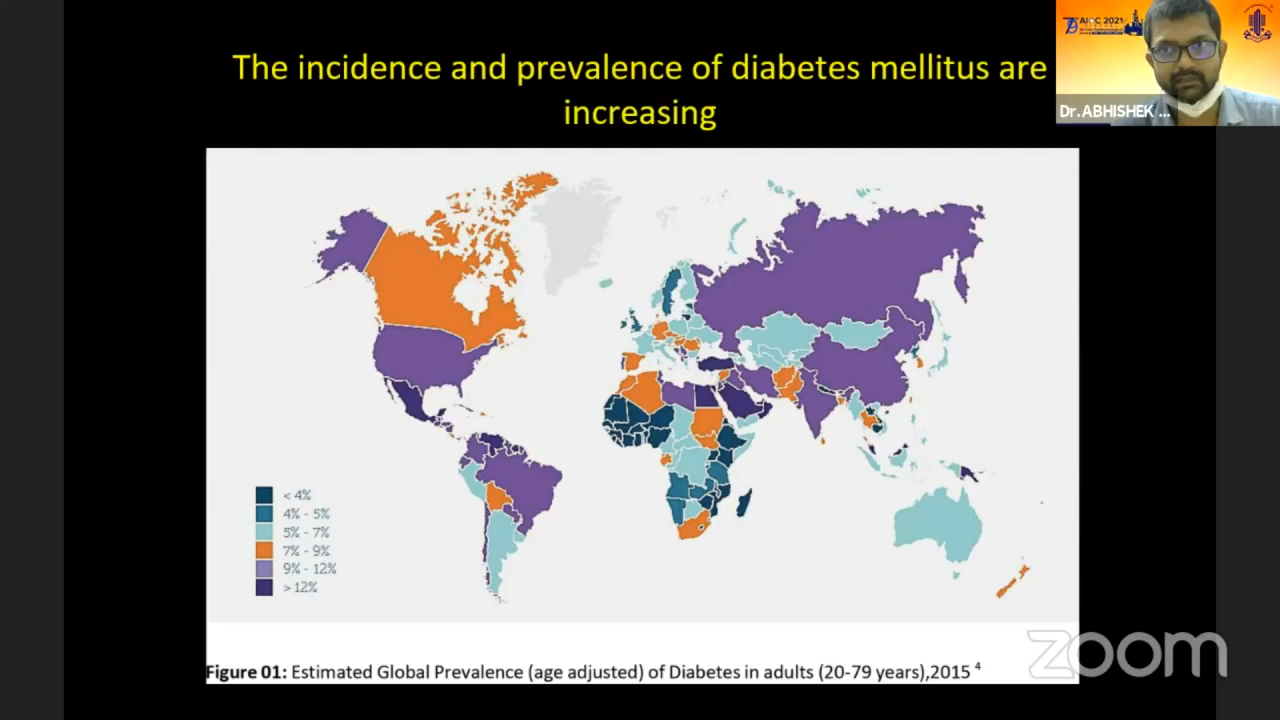 The incidence and prevalence of diabetes mellitus are
increasing
AIOC 2021
Dr.ABHISHEK ...
< 4%
4% - 5%
5% - 7%
7% - 9%
9% - 12%
> 12%
Figure 01: Estimated Global Prevalence (age adjusted) of Diabetes in adults (20-79 years),2015 4
zoom